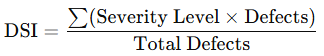 DSI = ∑(Severity Level × Defects) / Total Defects